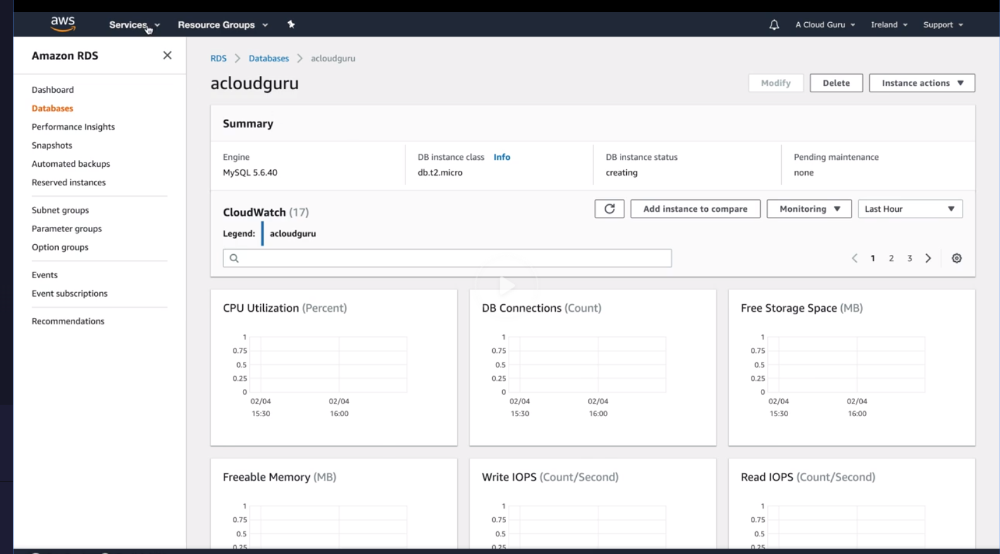 aws
Services
Resource Groups
A Cloud Guru
Ireland
Support
Amazon RDS
Dashboard
Databases
Performance Insights
Snapshots
Automated backups
Reserved instances
Subnet groups
Parameter groups
Option groups
Events
Event subscriptions
Recommendations
RDS > Databases > acloudguru
acloudguru
Modify
Delete
Instance actions
Summary
Engine
MySQL 5.6.40
DB instance class Info
db.t2.micro
DB instance status
creating
Pending maintenance
none
CloudWatch (17)
Add instance to compare
Monitoring
Last Hour
Legend: acloudguru
1 2 3
CPU Utilization (Percent)
1
0.75
0.5
0.25
0
02/04 02/04
15:30 16:00
DB Connections (Count)
1
0.75
0.5
0.25
0
02/04 02/04
15:30 16:00
Free Storage Space (MB)
1
0.75
0.5
0.25
0
02/04 02/04
15:30 16:00
Freeable Memory (MB)
1
0.75
0.5
0.25
Write IOPS (Count/Second)
1
0.75
0.5
0.25
Read IOPS (Count/Second)
1
0.75
0.5
0.25